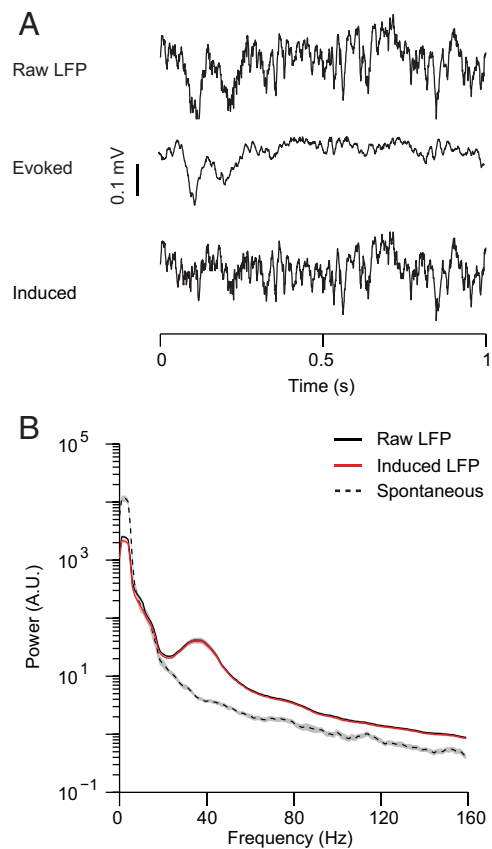 A
Raw LFP
Evoked
0.1 mV
Induced
0 0.5 1
Time (s)
B
Raw LFP
Induced LFP
Spontaneous
10^5
10^3
10^1
10^-1
Power (A.U.)
0 40 80 120 160
Frequency (Hz)